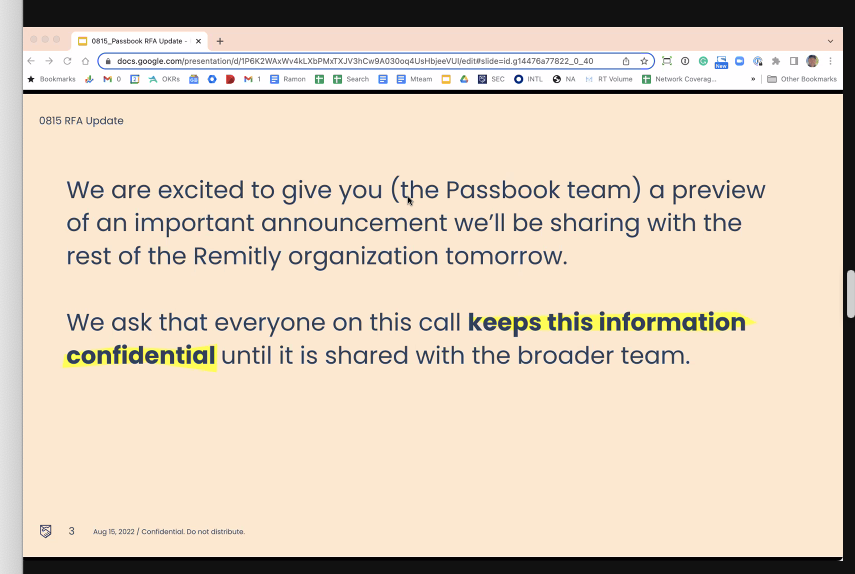 0815_Passbook RFA Update -
docs.google.com/presentation/d/1P6K2WAxWv4kLXbPMxTXJV3hCw9A030oq4UsHbjeeVUI/edit#slide=id.g14476a77822_0_40
Bookmarks 0 OKRs 1 Ramon Search Mteam SEC INTL NA RT Volume Network Coverag... » Other Bookmarks
New
0815 RFA Update
We are excited to give you (the Passbook team) a preview
of an important announcement we’ll be sharing with the
rest of the Remitly organization tomorrow.
We ask that everyone on this call keeps this information
confidential until it is shared with the broader team.
3 Aug 15, 2022 / Confidential. Do not distribute.